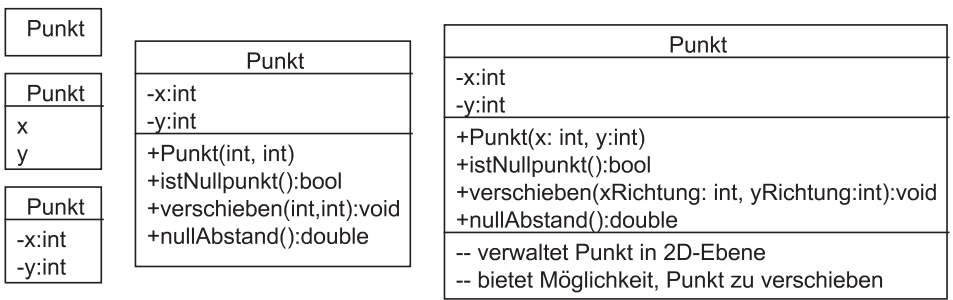 Punkt
Punkt
x
y
Punkt
-x:int
-y:int
Punkt
-x:int
-y:int
+Punkt(int, int)
+istNullpunkt():bool
+verschieben(int,int):void
+nullAbstand():double
Punkt
-x:int
-y:int
+Punkt(x: int, y:int)
+istNullpunkt():bool
+verschieben(xRichtung: int, yRichtung:int):void
+nullAbstand():double
-- verwaltet Punkt in 2D-Ebene
-- bietet Möglichkeit, Punkt zu verschieben